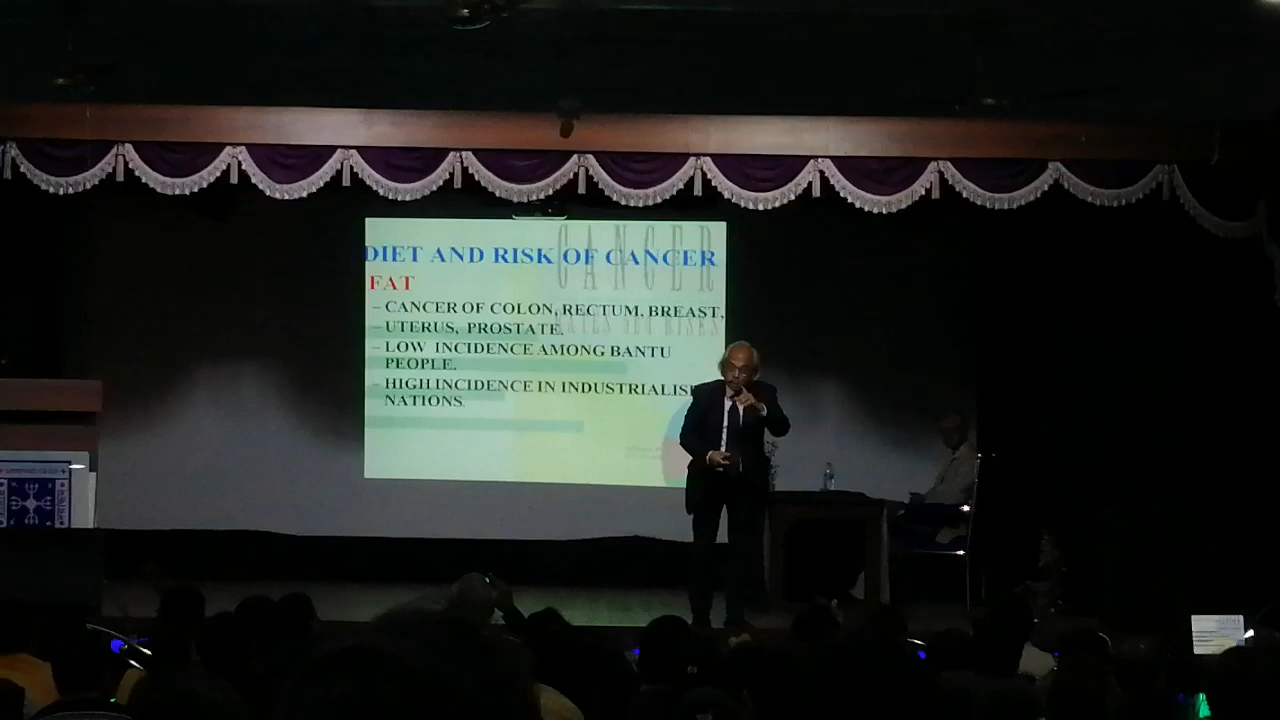 DIET AND RISK OF CANCER
CANCER
FAT
– CANCER OF COLON, RECTUM, BREAST,
– UTERUS, PROSTATE.
– LOW INCIDENCE AMONG BANTU
PEOPLE.
– HIGH INCIDENCE IN
NATIONS.